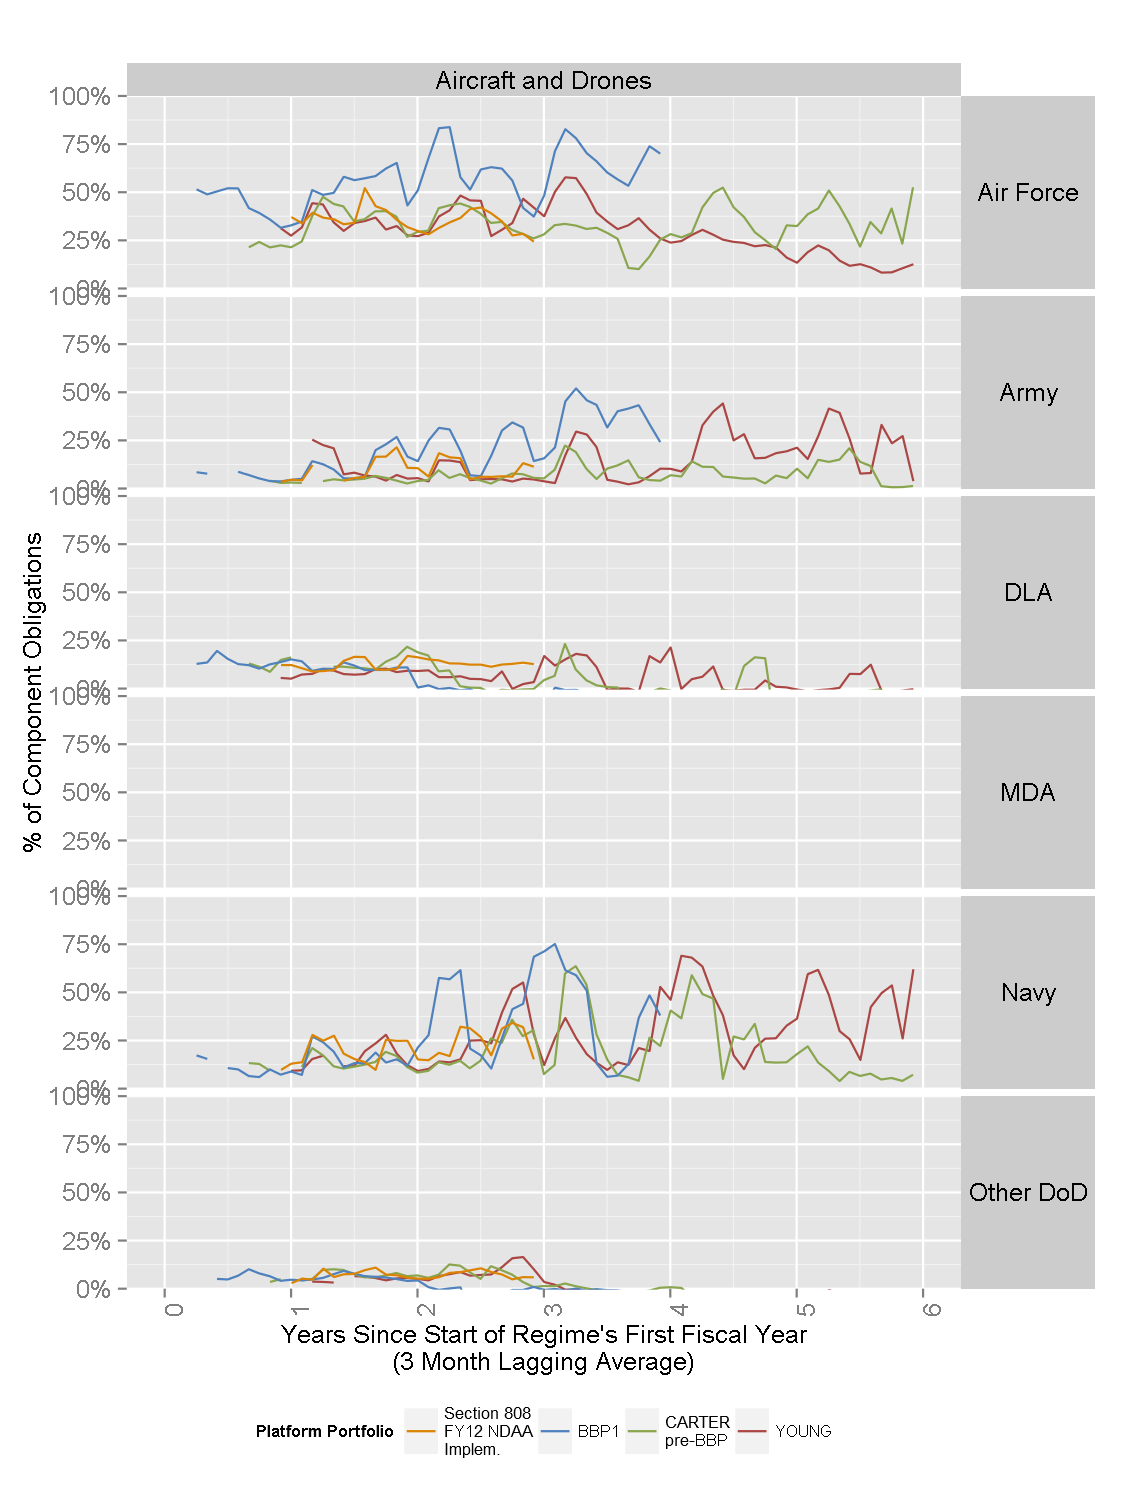 Aircraft and Drones
100%
75%
50%
25%
0%
Air Force
100%
75%
50%
25%
0%
Army
100%
75%
50%
25%
0%
DLA
100%
75%
50%
25%
0%
MDA
100%
75%
50%
25%
0%
Navy
100%
75%
50%
25%
0%
Other DoD
% of Component Obligations
0 1 2 3 4 5 6
Years Since Start of Regime's First Fiscal Year
(3 Month Lagging Average)
Platform Portfolio
Section 808
FY12 NDAA
Implem.
BBP1
CARTER
pre-BBP
YOUNG